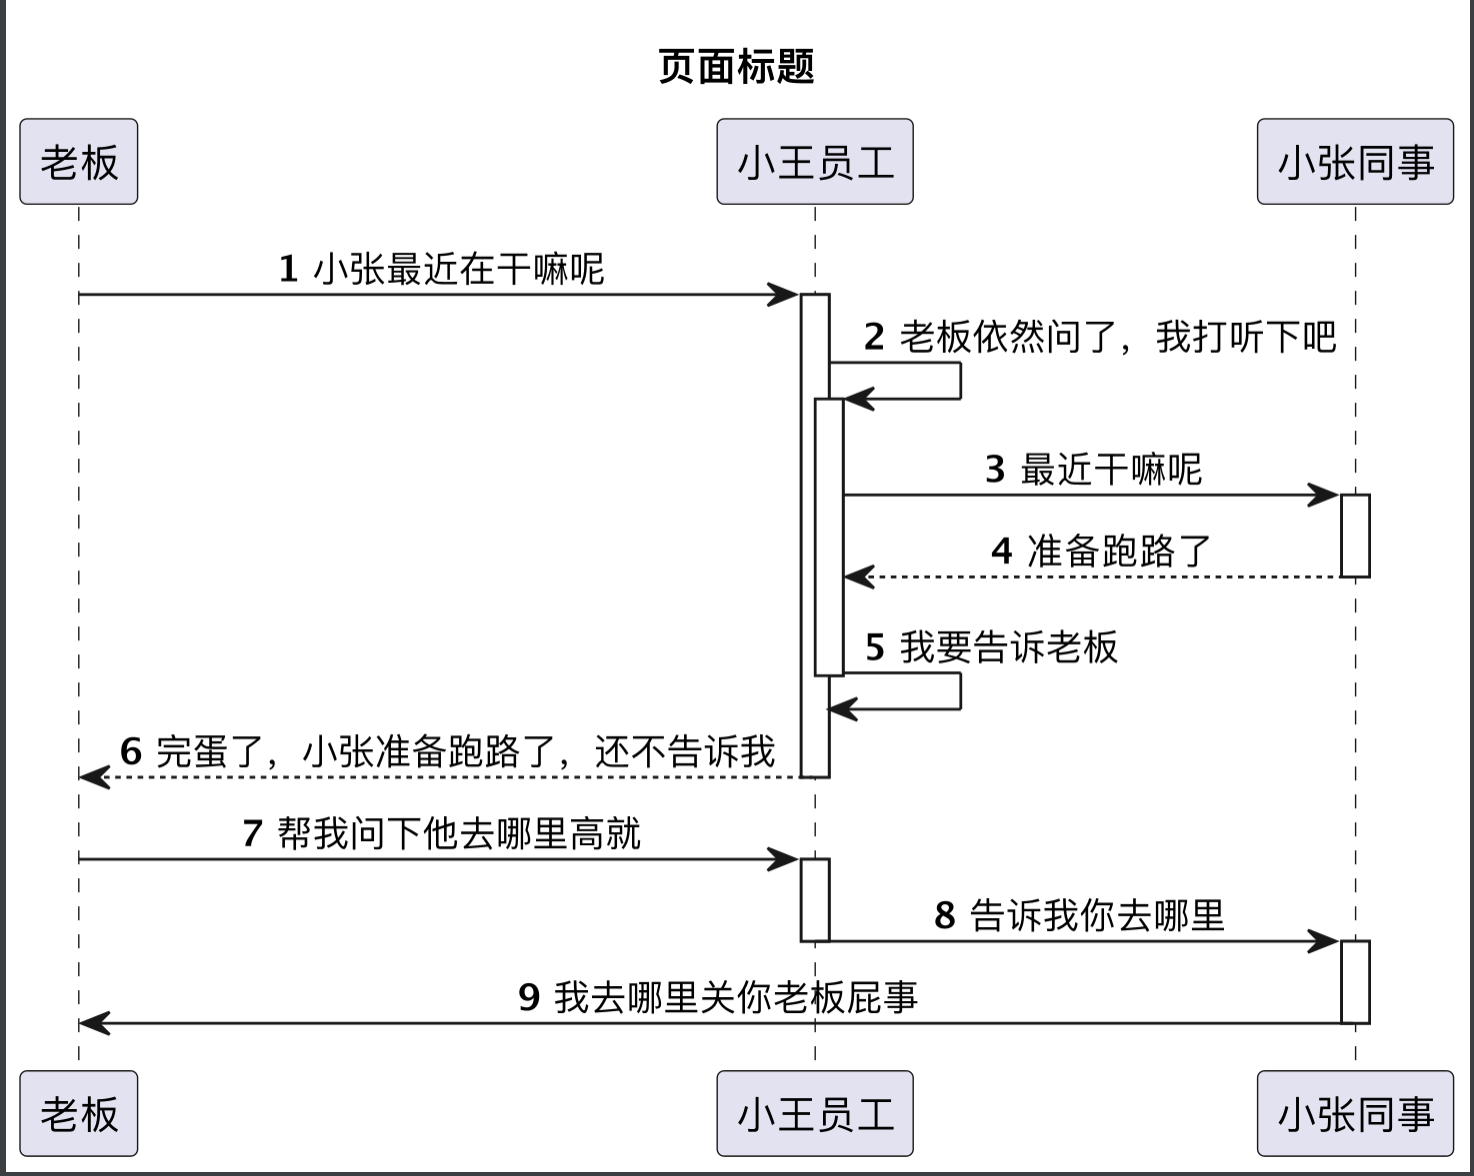 页面标题
老板
小王员工
小张同事
1 小张最近在干嘛呢
2 老板依然问了，我打听下吧
3 最近干嘛呢
4 准备跑路了
5 我要告诉老板
6 完蛋了，小张准备跑路了，还不告诉我
7 帮我问下他去哪里高就
8 告诉我你去哪里
9 我去哪里关你老板屁事
老板
小王员工
小张同事